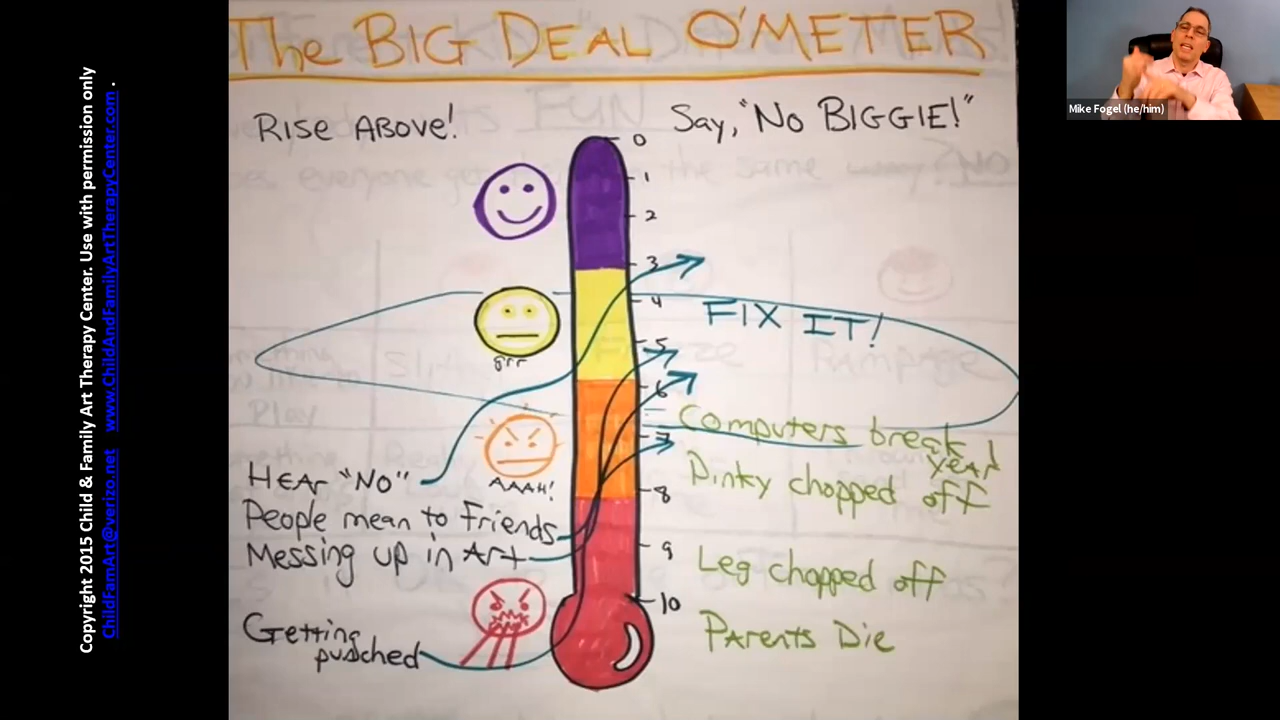 The BIG DEAL O'METER
RISE ABOVE!
Say, "No BIGGIE!"
0
1
2
3
4
FIX IT!
5
grr
6
Computers break 1 year
7
AAAH!
HEAr "No"
Pinky chopped off
8
People mean to Friends
Messing up in Art
9
Leg chopped off
10
Getting pushed
Parents Die
Copyright 2015 Child & Family Art Therapy Center. Use with permission only
ChildFamArt@verizo.net www.ChildAndFamilyArtTherapyCenter.com .
Mike Fogel (he/him)